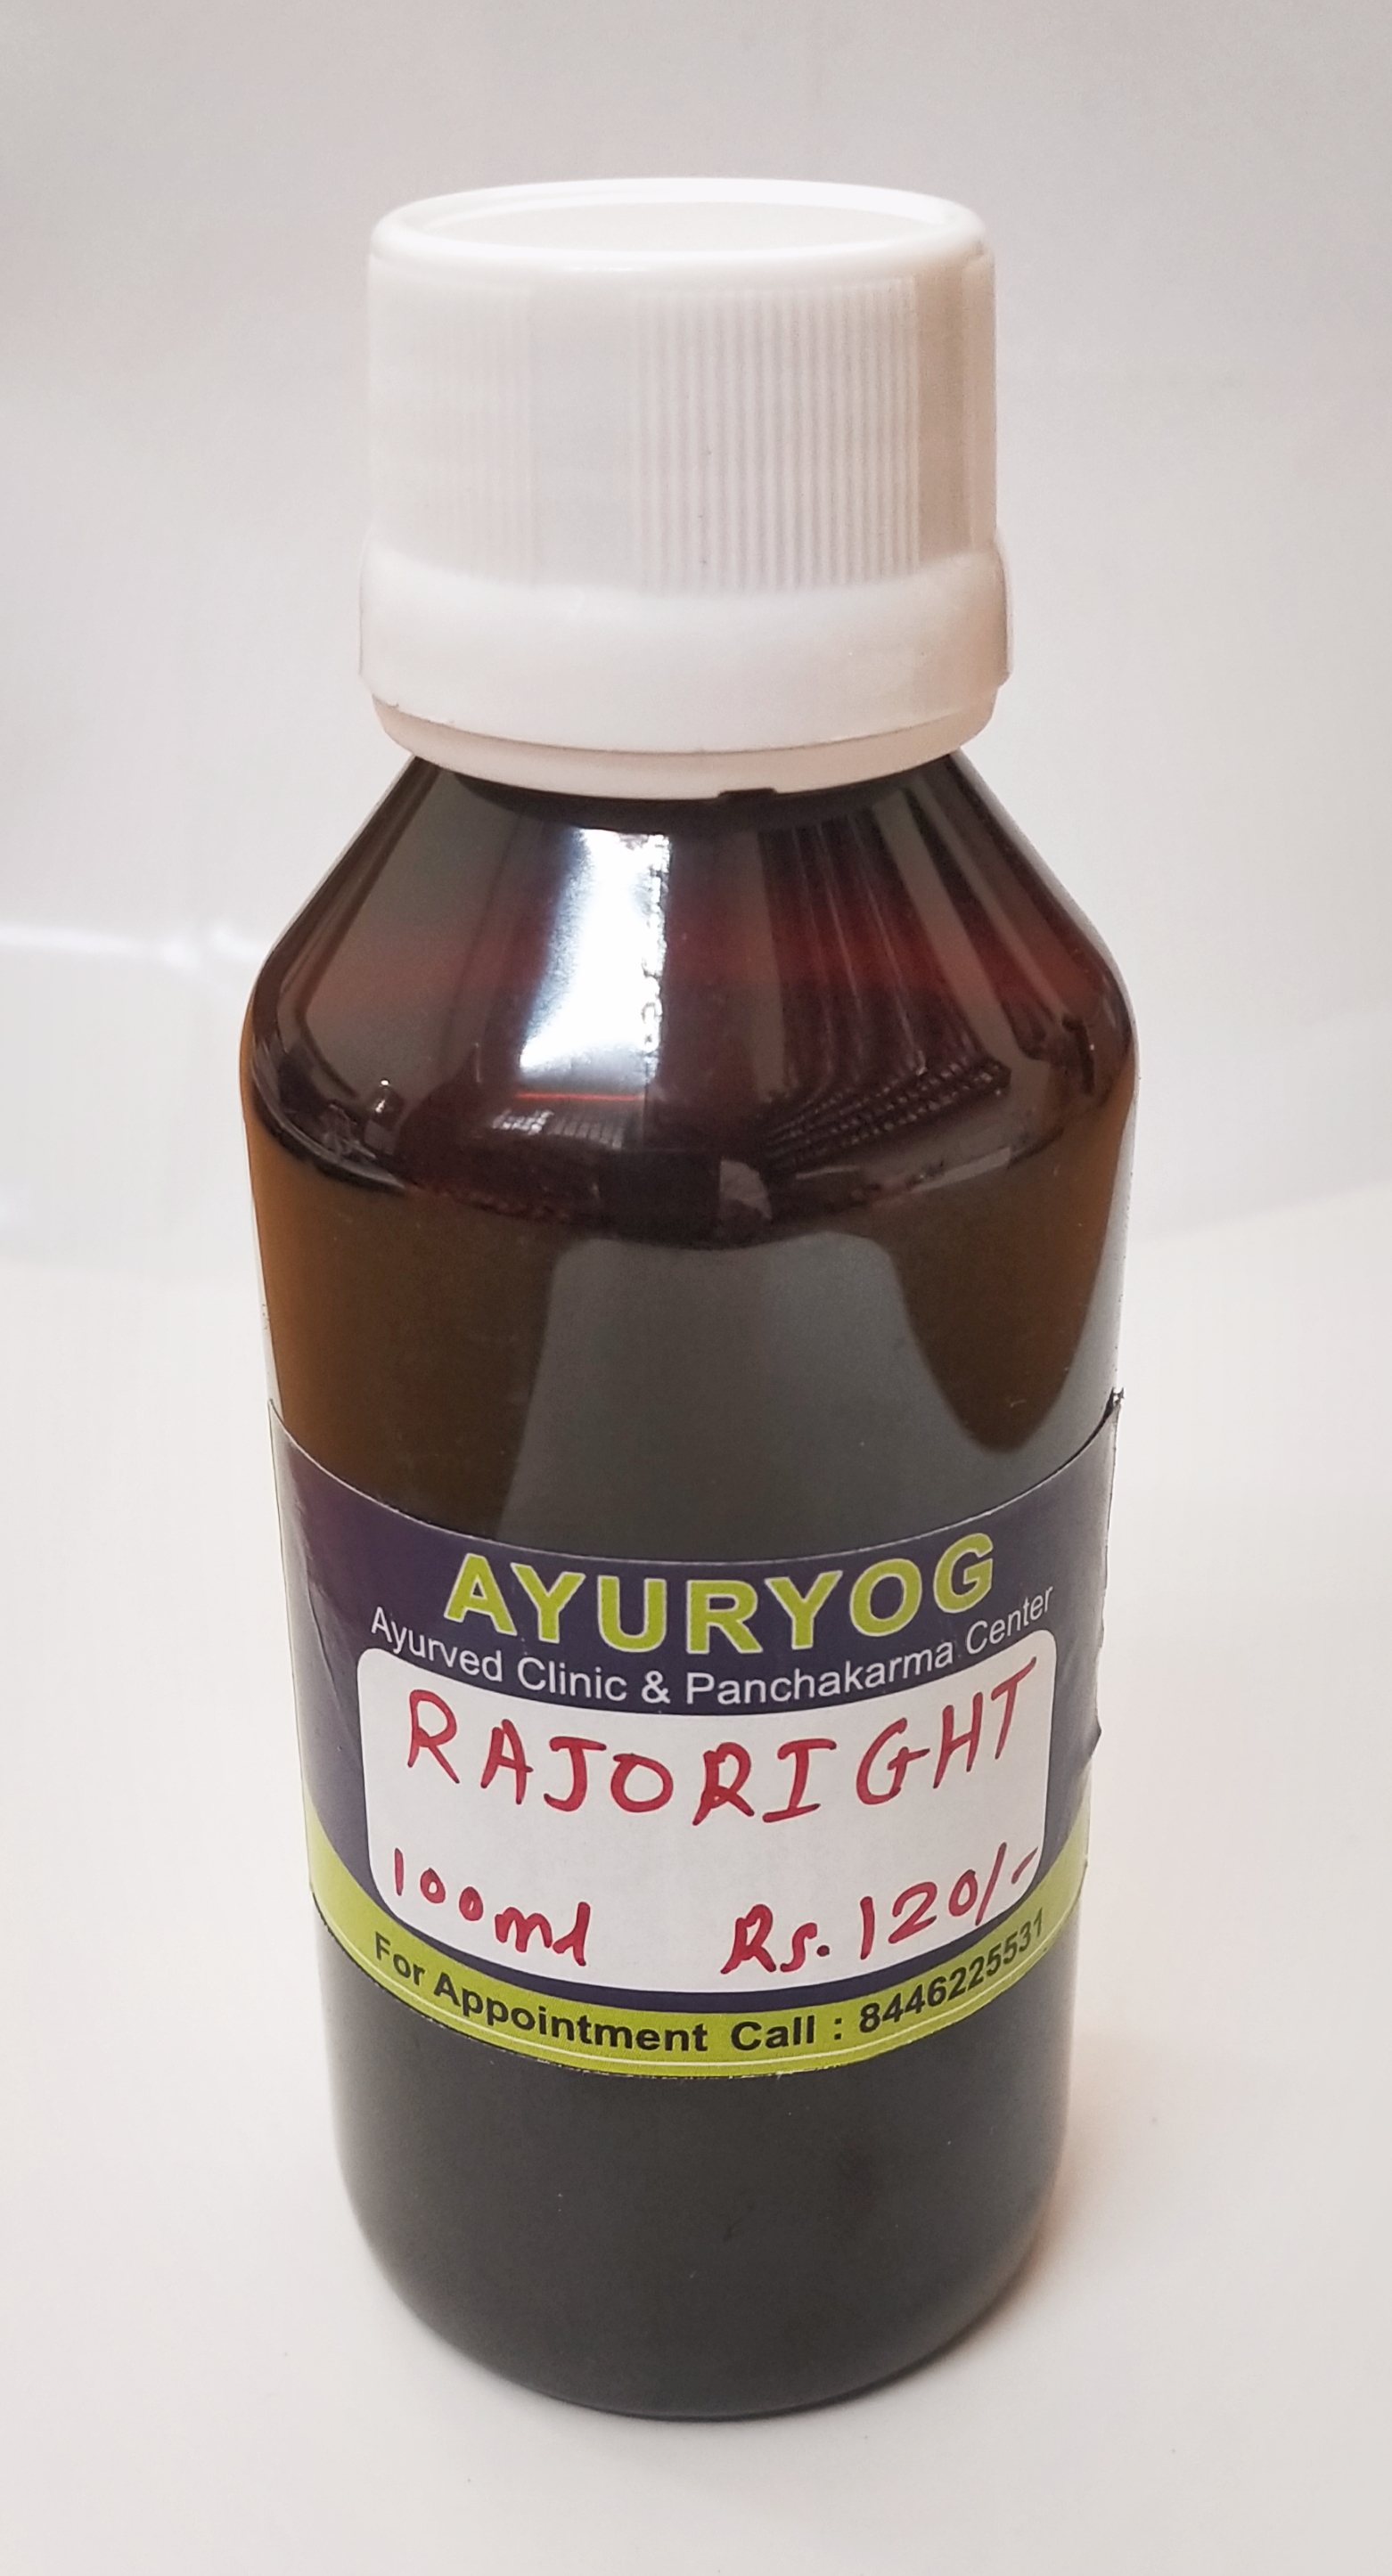 AYURYOG
Ayurved Clinic & Panchakarma Center
RAJORIGHT
100ml Rs. 120/-
For Appointment Call : 8446225531